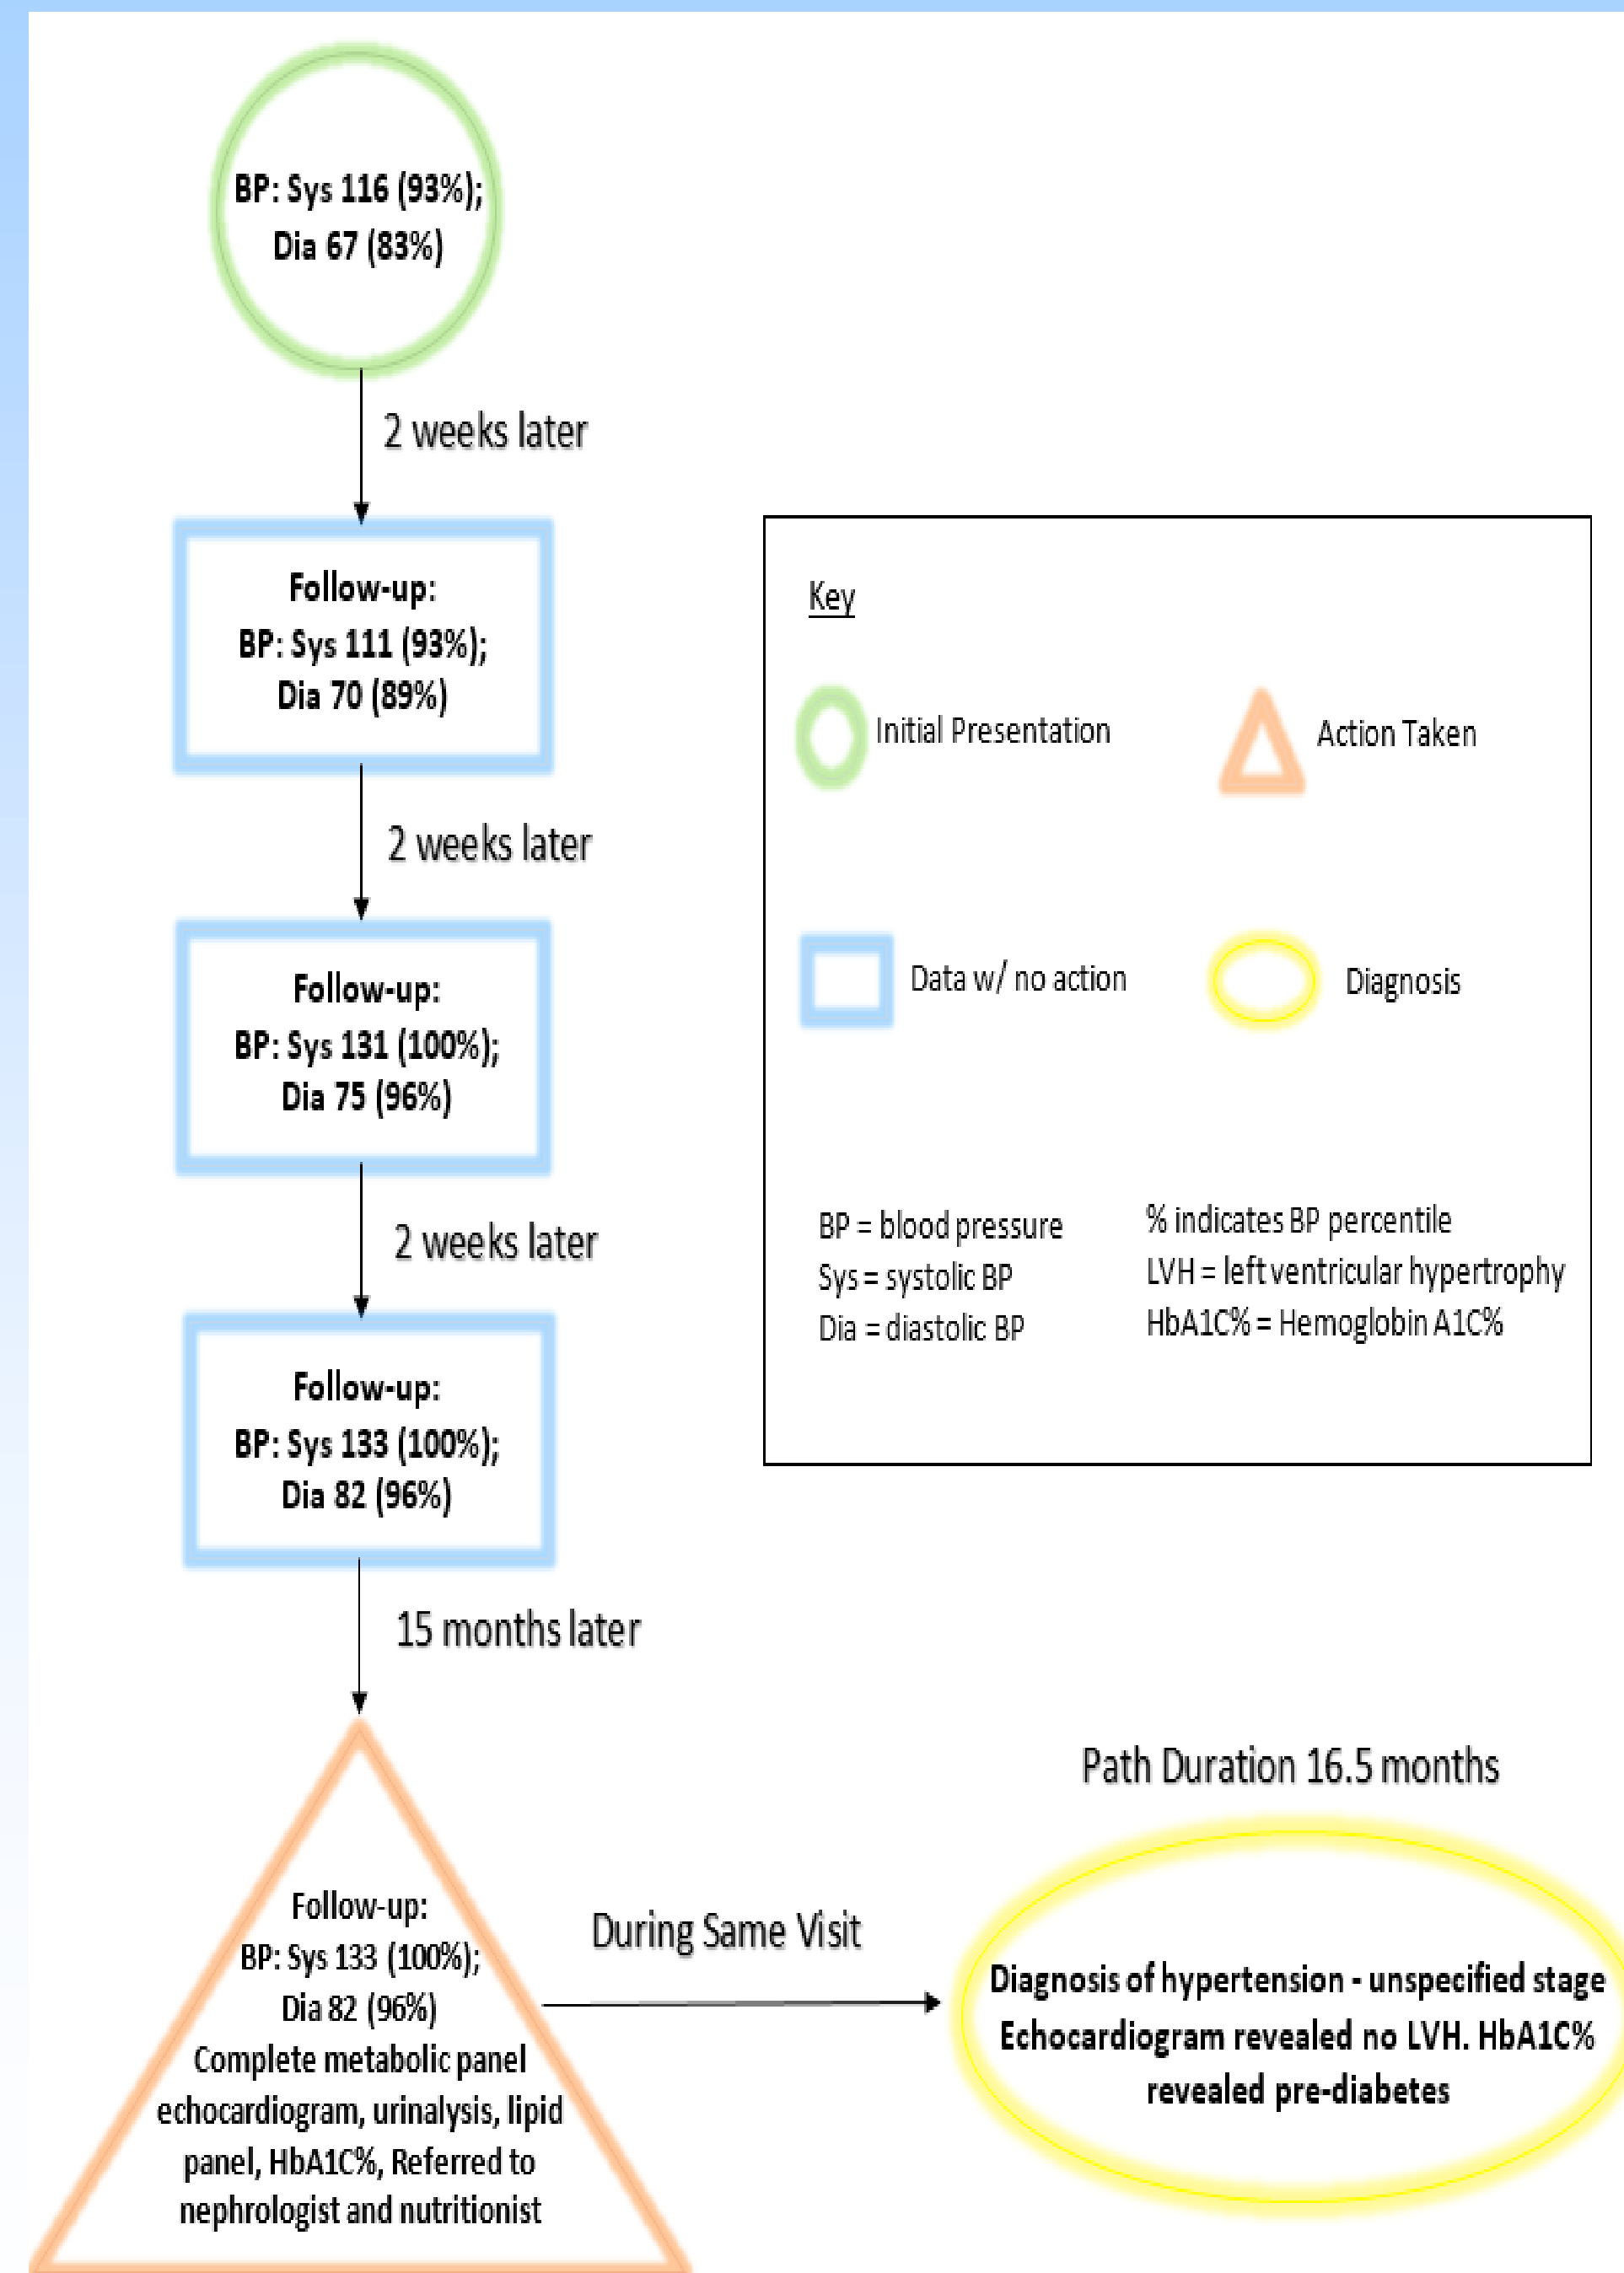 BP: Sys 116 (93%);
Dia 67 (83%)
2 weeks later
Follow-up:
BP: Sys 111 (93%);
Dia 70 (89%)
2 weeks later
Follow-up:
BP: Sys 131 (100%);
Dia 75 (96%)
2 weeks later
Follow-up:
BP: Sys 133 (100%);
Dia 82 (96%)
15 months later
Follow-up:
BP: Sys 133 (100%);
Dia 82 (96%)
Complete metabolic panel
echocardiogram, urinalysis, lipid
panel, HbA1C%, Referred to
nephrologist and nutritionist
During Same Visit
Path Duration 16.5 months
Diagnosis of hypertension - unspecified stage
Echocardiogram revealed no LVH. HbA1C%
revealed pre-diabetes
Key
Initial Presentation
Action Taken
Data w/ no action
Diagnosis
BP = blood pressure
Sys = systolic BP
Dia = diastolic BP
% indicates BP percentile
LVH = left ventricular hypertrophy
HbA1C% = Hemoglobin A1C%